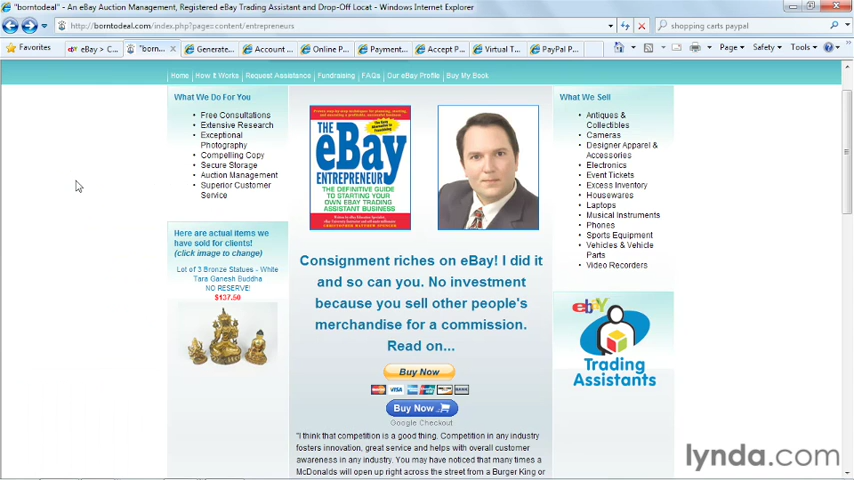 "borntodeal" - An eBay Auction Management, Registered eBay Trading Assistant and Drop-Off Locat - Windows Internet Explorer
http://borntodeal.com/index.php?page=content/entrepreneurs
shopping carts paypal
Favorites
eBay > C...
"born...
Generate...
Account ...
Online P...
Payment...
Accept P...
Virtual T...
PayPal P...
Page
Safety
Tools
Home | How it Works | Request Assistance | Fundraising | FAQs | Our eBay Profile | Buy My Book
What We Do For You
• Free Consultations
• Extensive Research
• Exceptional
Photography
• Compelling Copy
• Secure Storage
• Auction Management
• Superior Customer
Service
Here are actual items we
have sold for clients!
(click image to change)
Lot of 3 Bronze Statues - White
Tara Ganesh Buddha
NO RESERVE!
$137.50
THE
eBay
ENTREPRENEUR
THE DEFINITIVE GUIDE
TO STARTING YOUR
OWN EBAY TRADING
ASSISTANT BUSINESS
Consignment riches on eBay! I did it
and so can you. No investment
because you sell other people's
merchandise for a commission.
Read on...
Buy Now
VISA
Buy Now
Google Checkout
"I think that competition is a good thing. Competition in any industry
fosters innovation, great service and helps with overall customer
awareness in any industry. You may have noticed that many times a
McDonalds will open up right across the street from a Burger King or
What We Sell
• Antiques &
Collectibles
• Cameras
• Designer Apparel &
Accessories
• Electronics
• Event Tickets
• Excess Inventory
• Housewares
• Laptops
• Musical Instruments
• Phones
• Sports Equipment
• Vehicles & Vehicle
Parts
• Video Recorders
ebay
Trading
Assistants
lynda.com